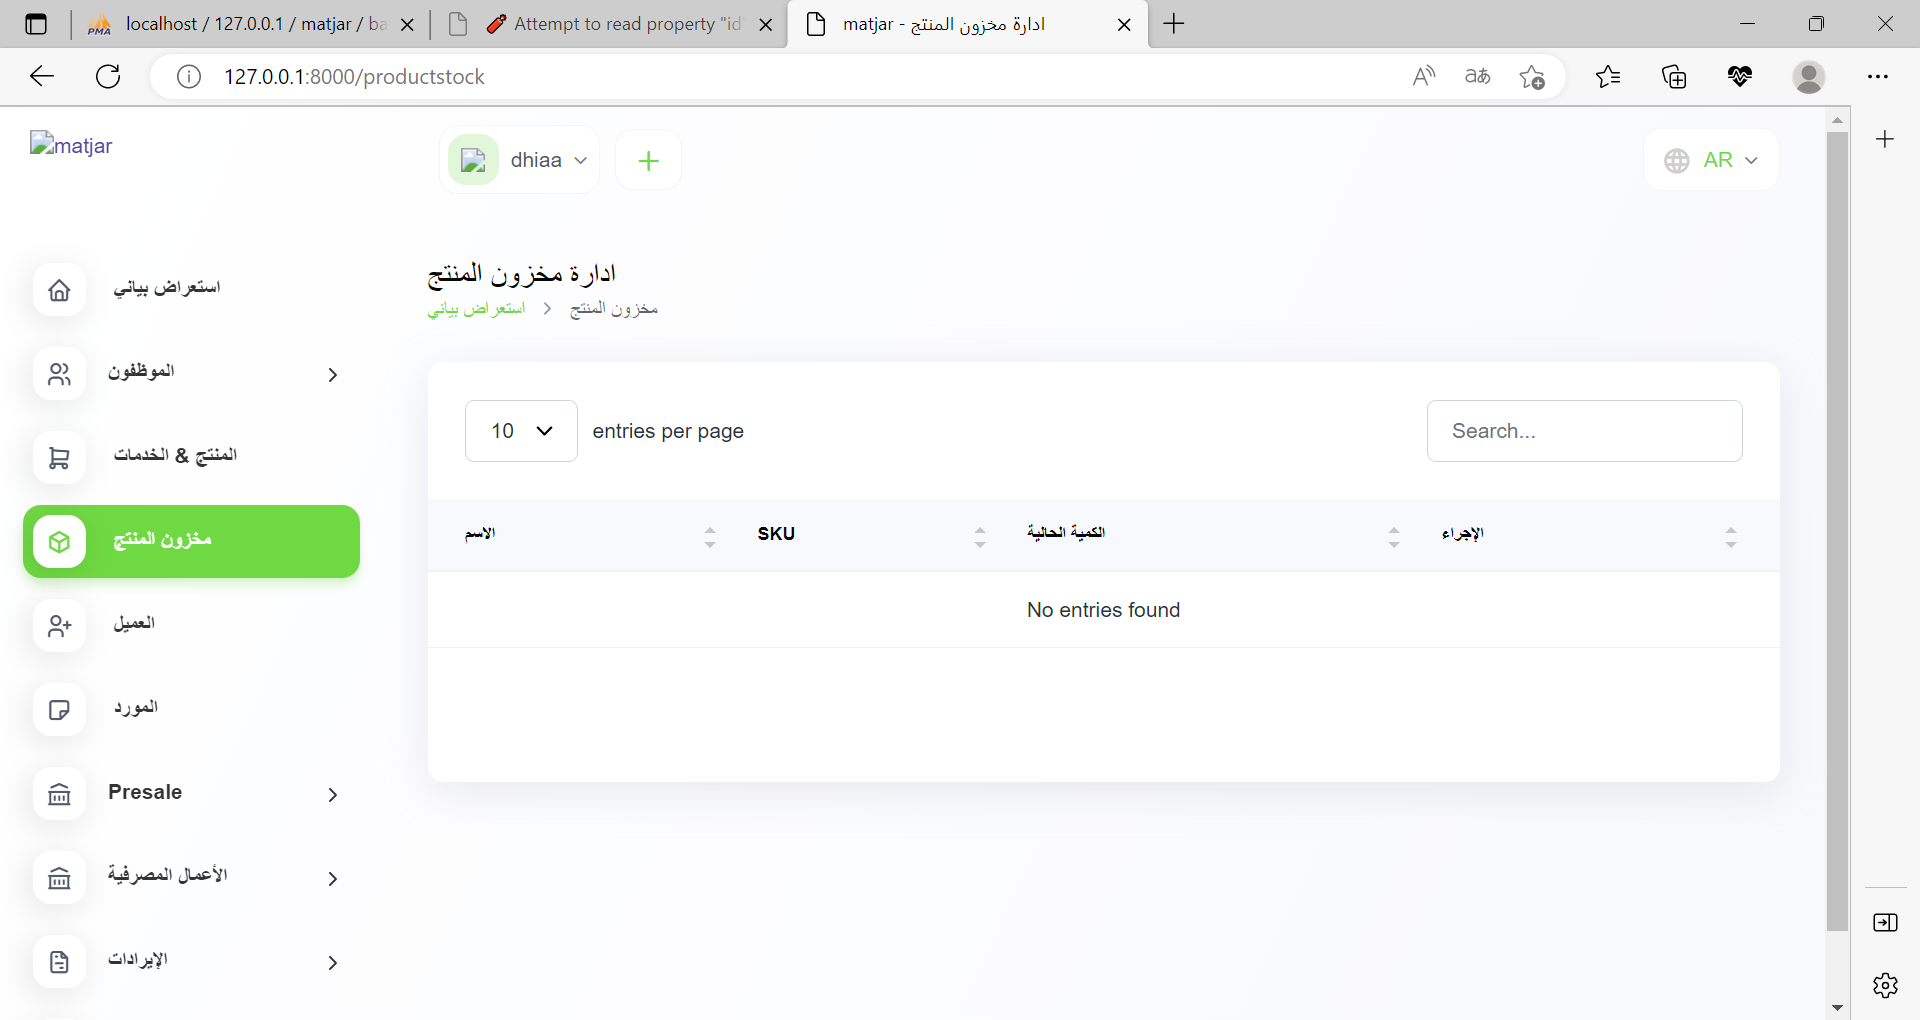 localhost / 127.0.0.1 / matjar / ba
Attempt to read property "id"
matjar - ادارة مخزون المنتج
127.0.0.1:8000/productstock
matjar
dhiaa
AR
ادارة مخزون المنتج
استعراض بياني > مخزون المنتج
استعراض بياني
الموظفون
المنتج & الخدمات
مخزون المنتج
العميل
المورد
Presale
الأعمال المصرفية
الإيرادات
10 entries per page
Search...
الاسم SKU الكمية الحالية الإجراء
No entries found